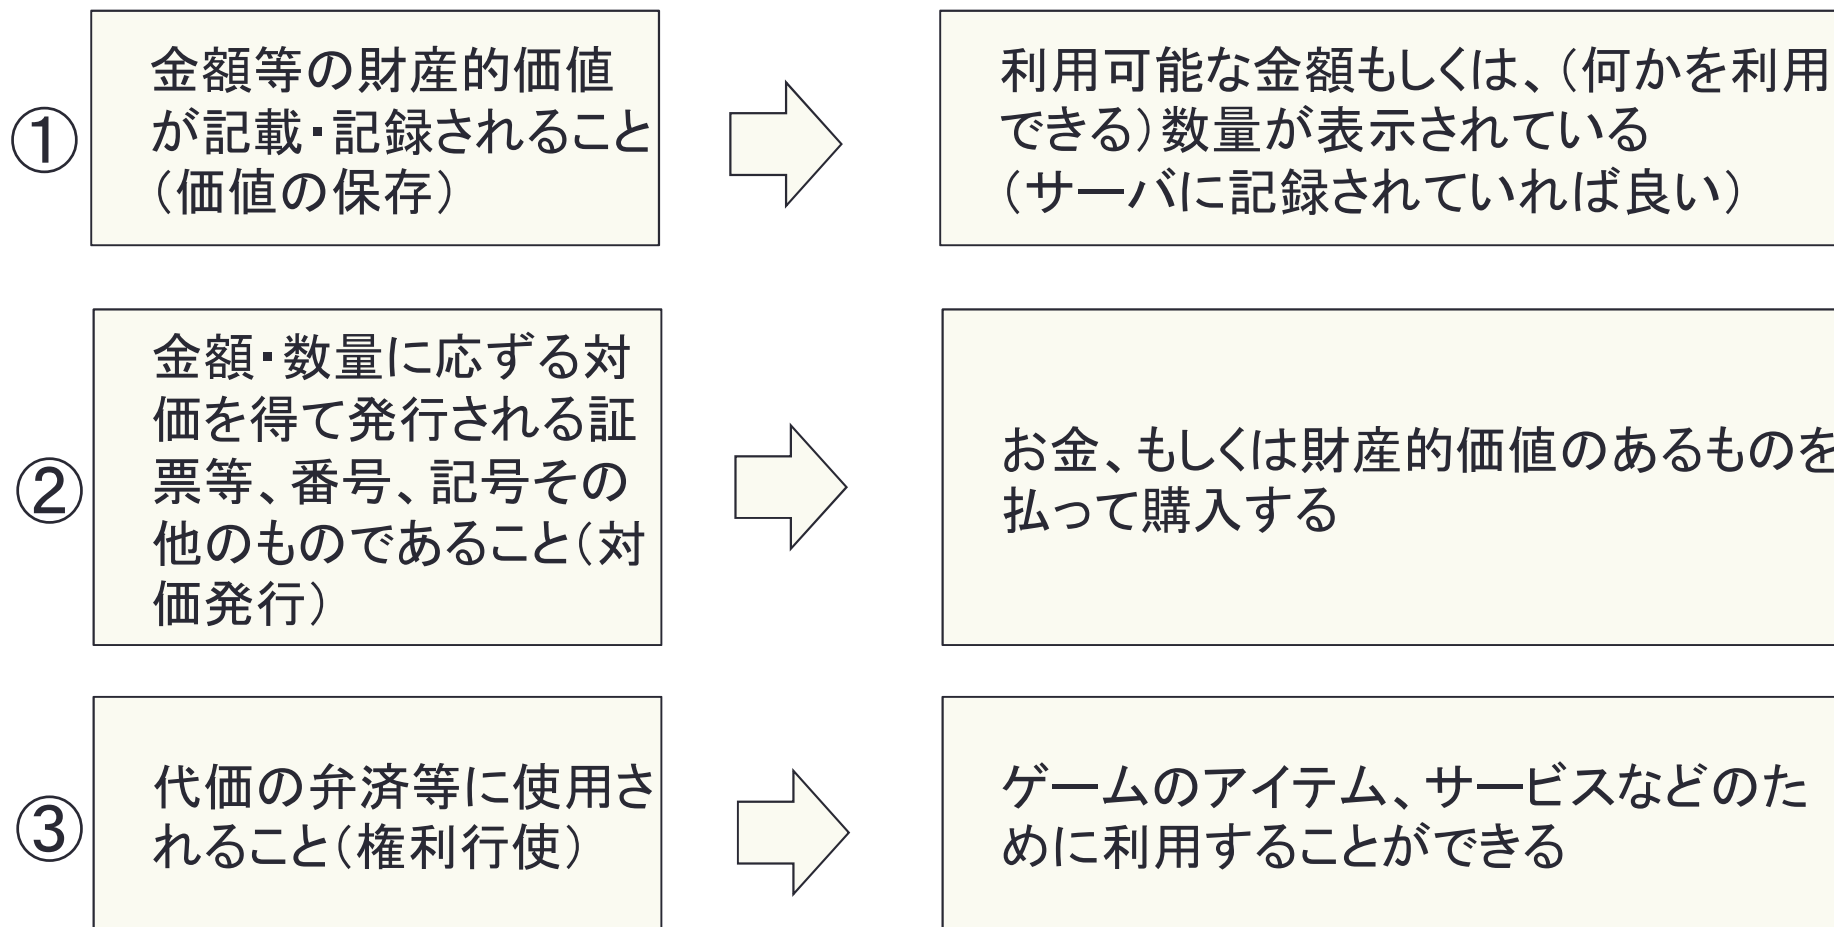 ①
金額等の財産的価値
が記載・記録されること
（価値の保存）
利用可能な金額もしくは、（何かを利用
できる）数量が表示されている
（サーバに記録されていれば良い）
②
金額・数量に応ずる対
価を得て発行される証
票等、番号、記号その
他のものであること（対
価発行）
お金、もしくは財産的価値のあるものを
払って購入する
③
代価の弁済等に使用さ
れること（権利行使）
ゲームのアイテム、サービスなどのた
めに利用することができる